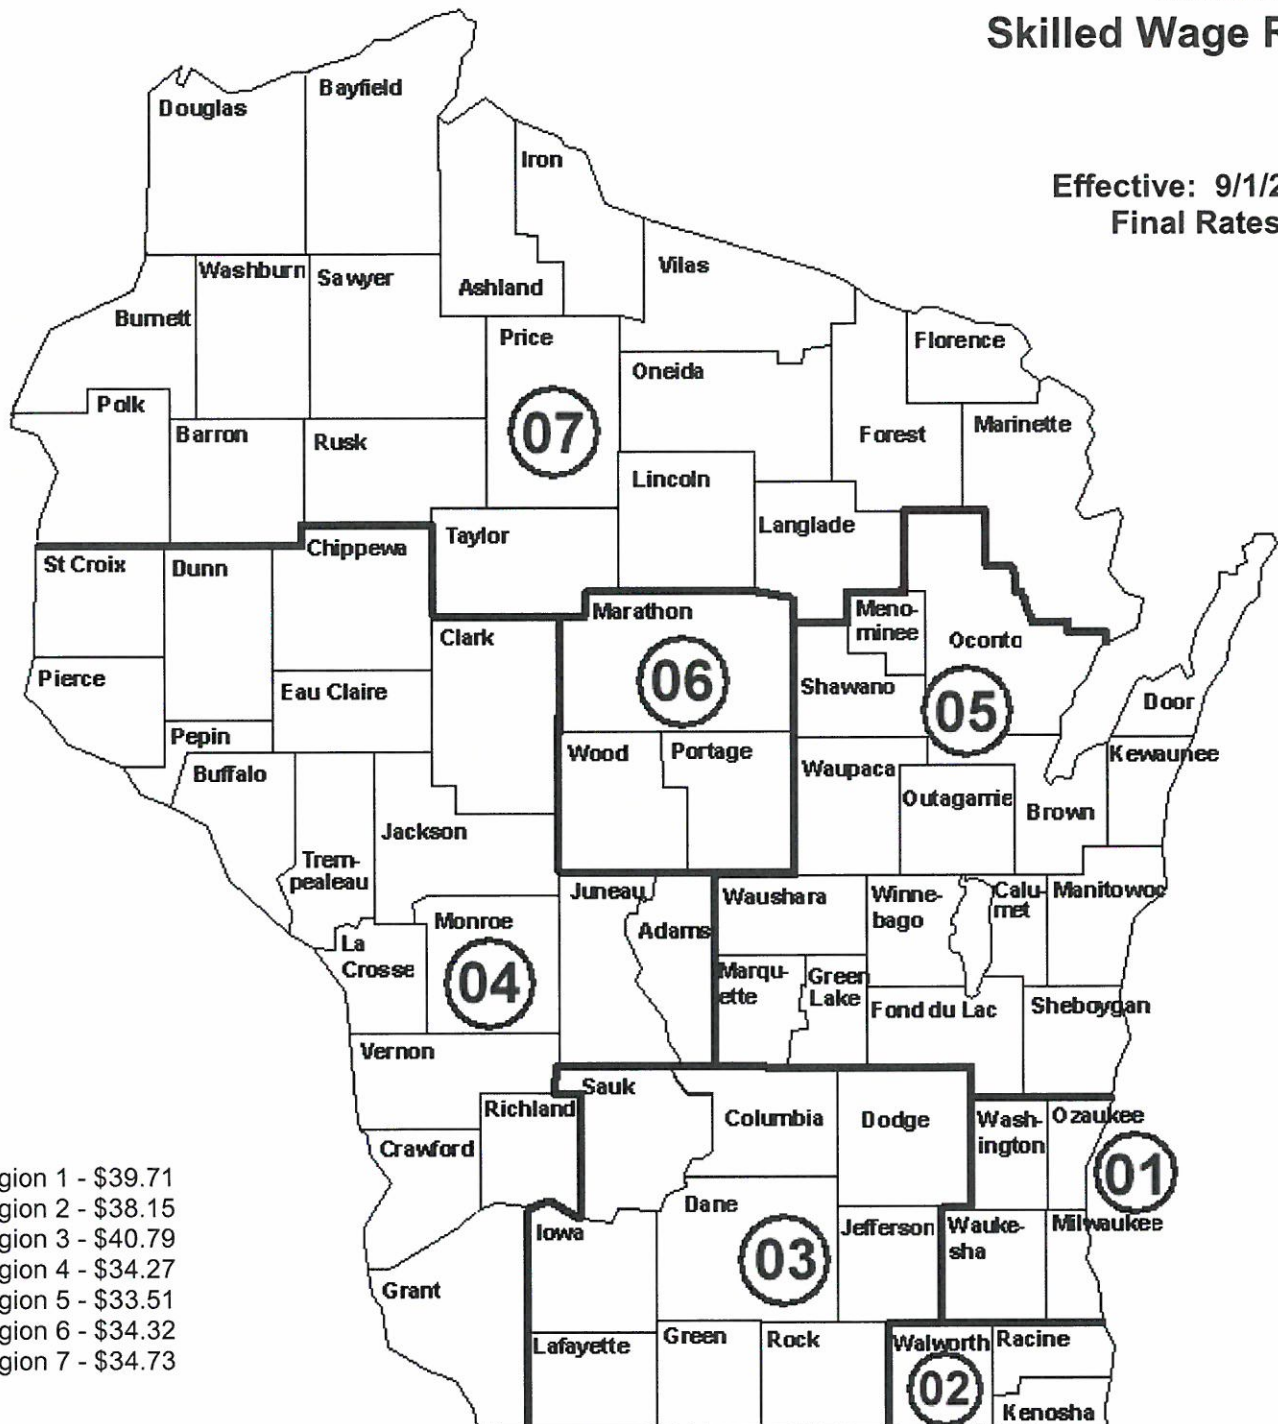 Skilled Wage R
Effective: 9/1/2
Final Rates
Bayfield
Douglas
Iron
Vilas
Washburn
Sawyer
Ashland
Burnett
Price
Florence
Oneida
Polk
Barron
Rusk
07
Forest
Marinette
Lincoln
Langlade
Taylor
Chippewa
St Croix
Dunn
Marathon
Meno-
minee
Clark
Oconto
Pierce
Eau Claire
06
Shawano
05
Door
Pepin
Buffalo
Wood
Portage
Waupaca
Kewaunee
Outagamie
Brown
Jackson
Trem-
pealeau
Juneau
Waushara
Winne-
bago
Calu-
met
Manitowoc
Monroe
Adams
La
Crosse
04
Marqu-
ette
Green
Lake
Fond du Lac
Sheboygan
Vernon
Sauk
Richland
Columbia
Dodge
Wash-
ington
Ozaukee
Crawford
01
Dane
Iowa
Jefferson
Wauke-
sha
Milwaukee
03
Grant
Lafayette
Green
Rock
Walworth
Racine
02
Kenosha
gion 1 - $39.71
gion 2 - $38.15
gion 3 - $40.79
gion 4 - $34.27
gion 5 - $33.51
gion 6 - $34.32
gion 7 - $34.73